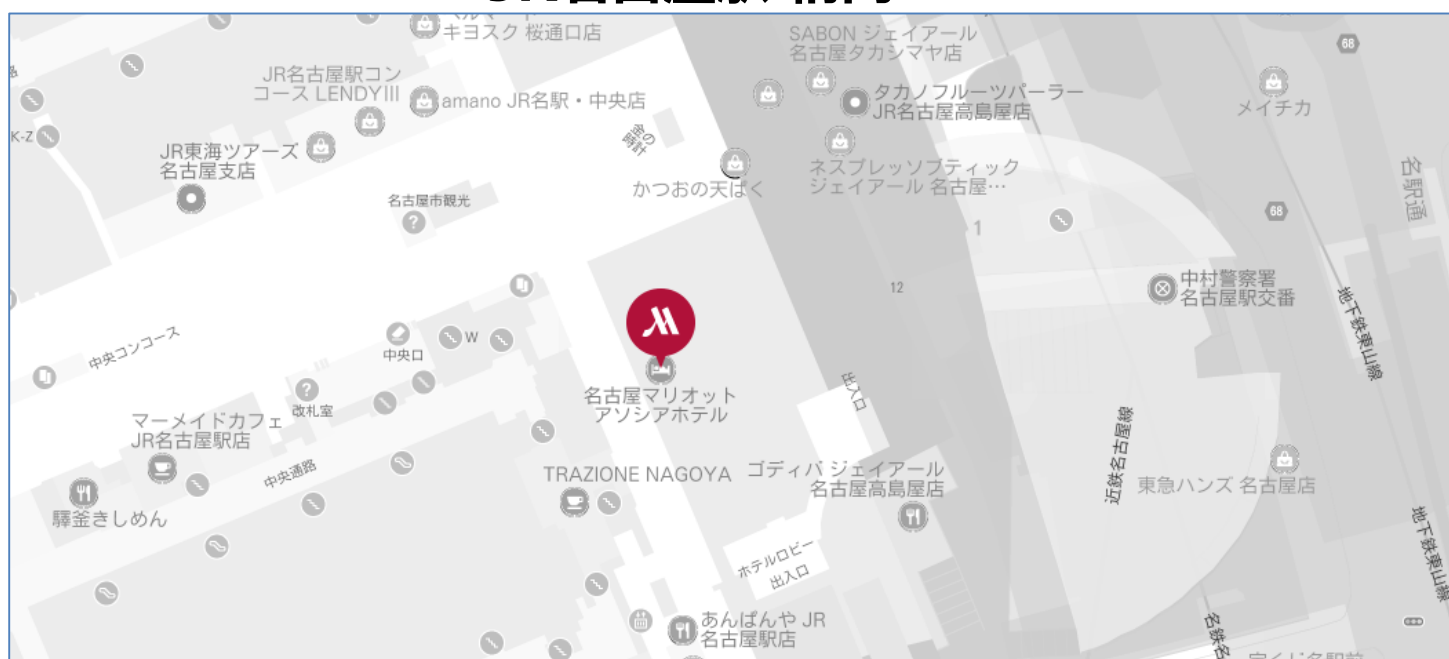 キヨスク 桜通口店
SABON ジェイアール
名古屋タカシマヤ店
68
JR名古屋駅コン
コース LENDYIII
amano JR名駅・中央店
タカノフルーツパーラー
JR名古屋高島屋店
メイチカ
K-Z
金の
時計
JR東海ツアーズ
名古屋支店
かつおの天ぱく
ネスプレッソブティック
ジェイアール 名古屋…
名駅通
名古屋市観光
68
1
12
中村警察署
名古屋駅交番
地下鉄東山線
中央コンコース
中央口
W
改札室
名古屋マリオット
アソシアホテル
出入口
マーメイドカフェ
JR名古屋駅店
近鉄名古屋線
中央通路
TRAZIONE NAGOYA
ゴディバ ジェイアール
名古屋高島屋店
東急ハンズ 名古屋店
驛釜きしめん
地下鉄東山線
ホテルロビー
出入口
あんぱんや JR
名古屋駅店
名鉄名